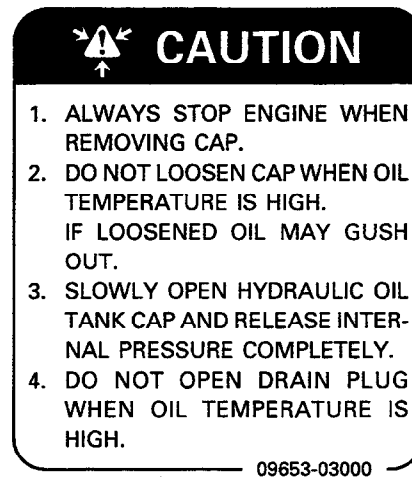 CAUTION
1. ALWAYS STOP ENGINE WHEN
REMOVING CAP.
2. DO NOT LOOSEN CAP WHEN OIL
TEMPERATURE IS HIGH.
IF LOOSENED OIL MAY GUSH
OUT.
3. SLOWLY OPEN HYDRAULIC OIL
TANK CAP AND RELEASE INTER-
NAL PRESSURE COMPLETELY.
4. DO NOT OPEN DRAIN PLUG
WHEN OIL TEMPERATURE IS
HIGH.
09653-03000